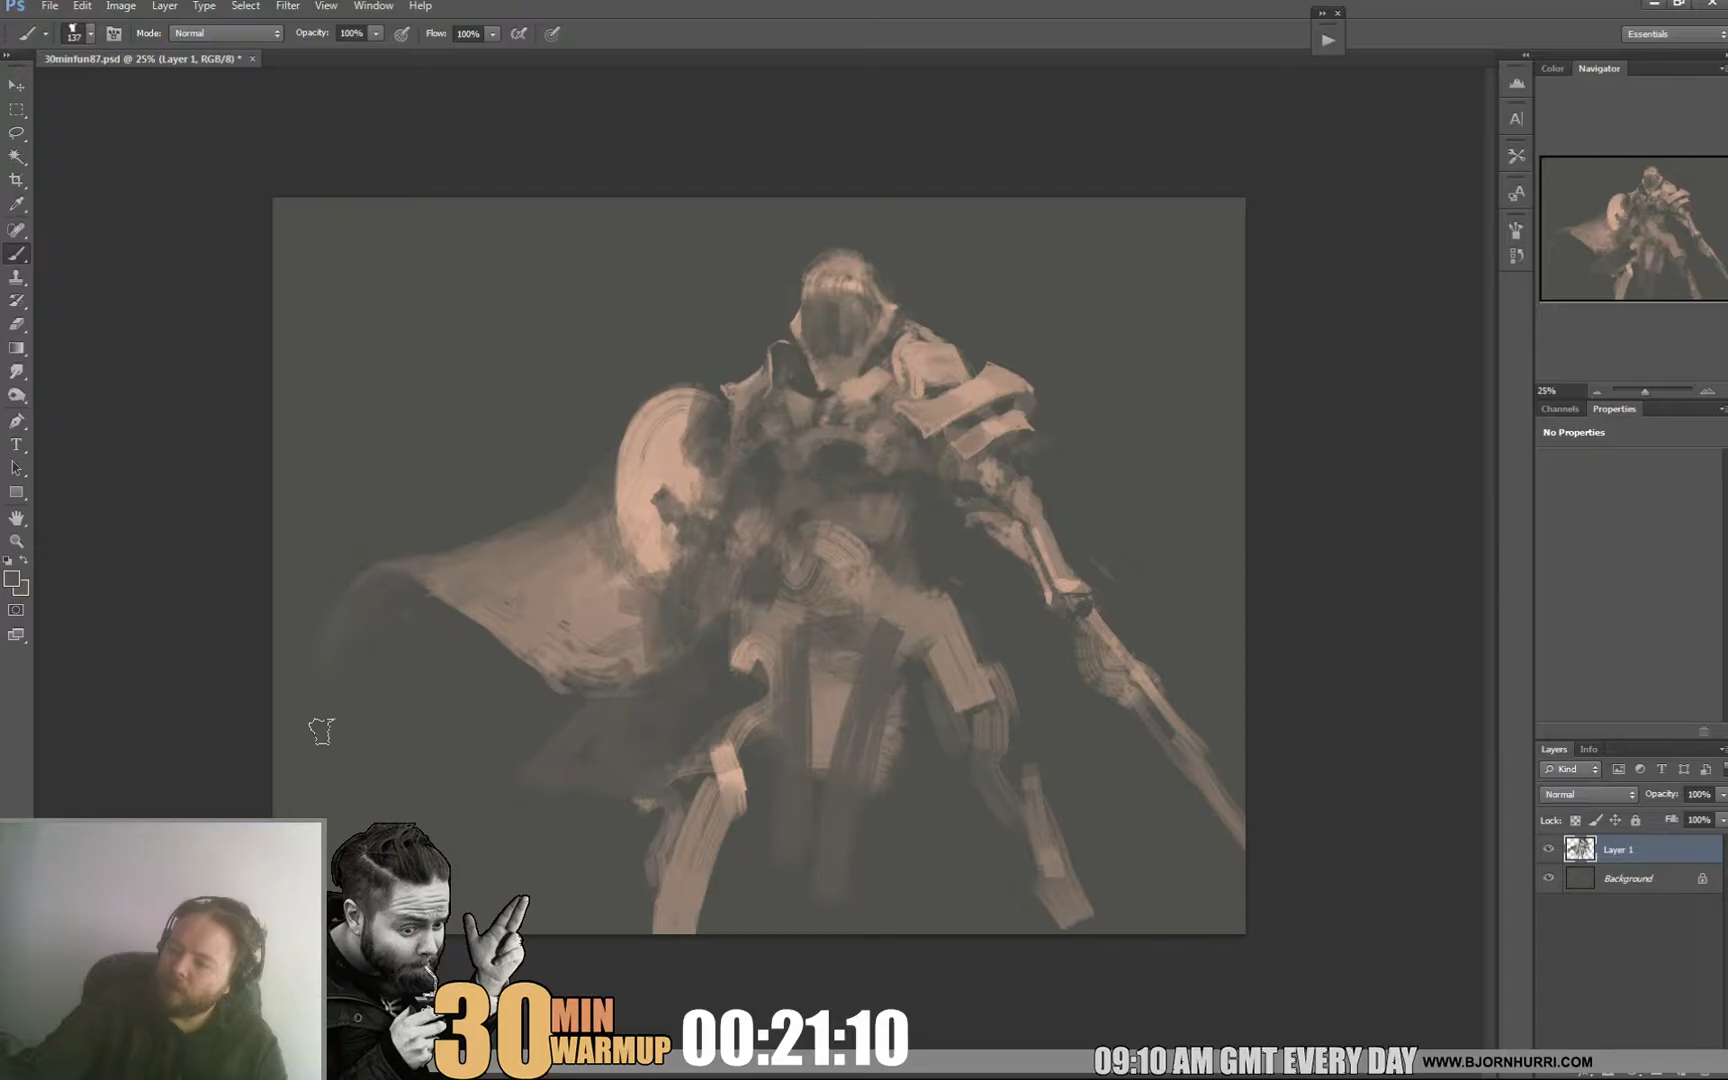 Ps File Edit Image Layer Type Select Filter View Window Help
137 Mode: Normal Opacity: 100% Flow: 100% Essentials
30minfun87.psd @ 25% (Layer 1, RGB/8) *
Color Navigator
25%
Channels Properties
No Properties
Layers Info
Kind
Normal Opacity: 100%
Lock: Fill: 100%
Layer 1
Background
30 MIN WARMUP
00:21:10
09:10 AM GMT EVERY DAY WWW.BJORNHURRI.COM